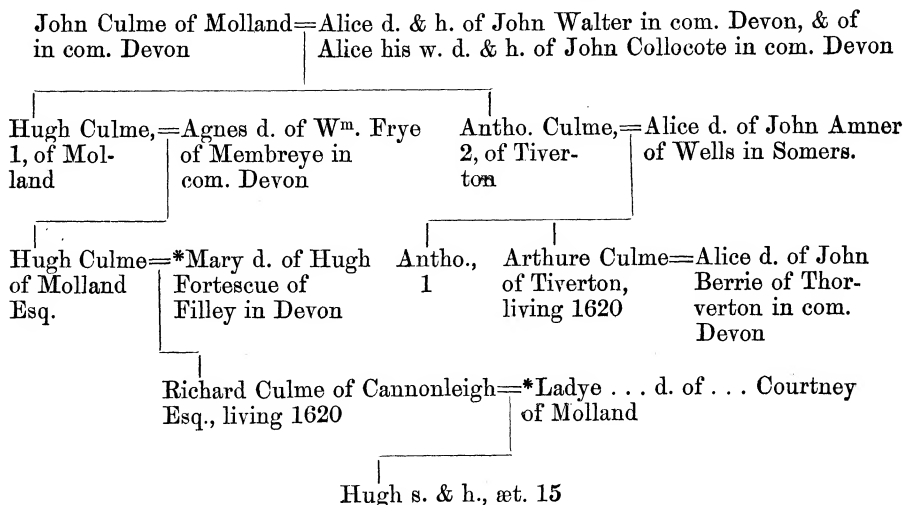 John Culme of Molland=Alice d. & h. of John Walter in com. Devon, & of
in com. Devon Alice his w. d. & h. of John Collocote in com. Devon
Hugh Culme,=Agnes d. of Wᵐ. Frye
1, of Mol- of Membreye in
land com. Devon
Antho. Culme,=Alice d. of John Amner
2, of Tiver- of Wells in Somers.
ton
Hugh Culme=*Mary d. of Hugh
of Molland Fortescue of
Esq. Filley in Devon
Antho.,
1
Arthure Culme=Alice d. of John
of Tiverton, Berrie of Thor-
living 1620 verton in com.
Devon
Richard Culme of Cannonleigh=*Ladye . . . d. of . . . Courtney
Esq., living 1620 of Molland
Hugh s. & h., æt. 15